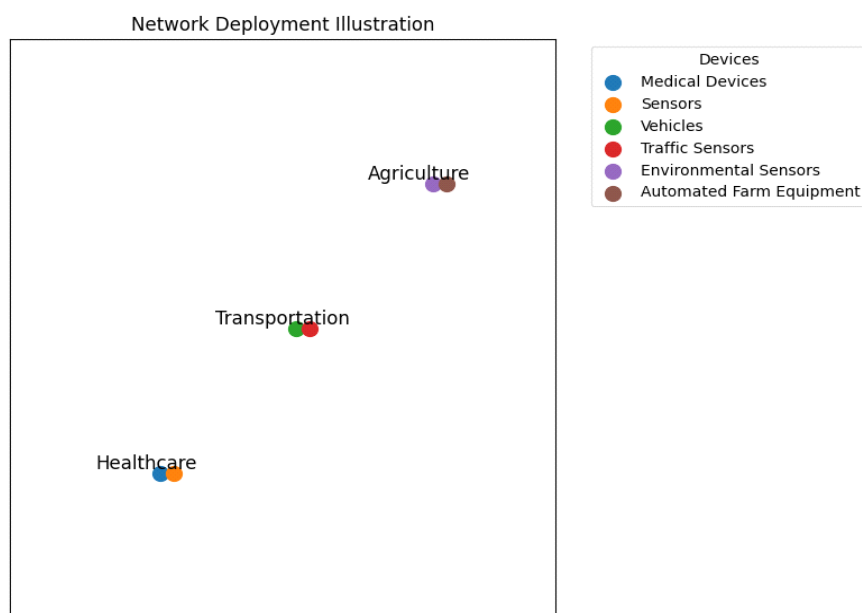 Network Deployment Illustration
Devices
Medical Devices
Sensors
Vehicles
Traffic Sensors
Environmental Sensors
Automated Farm Equipment
Agriculture
Transportation
Healthcare